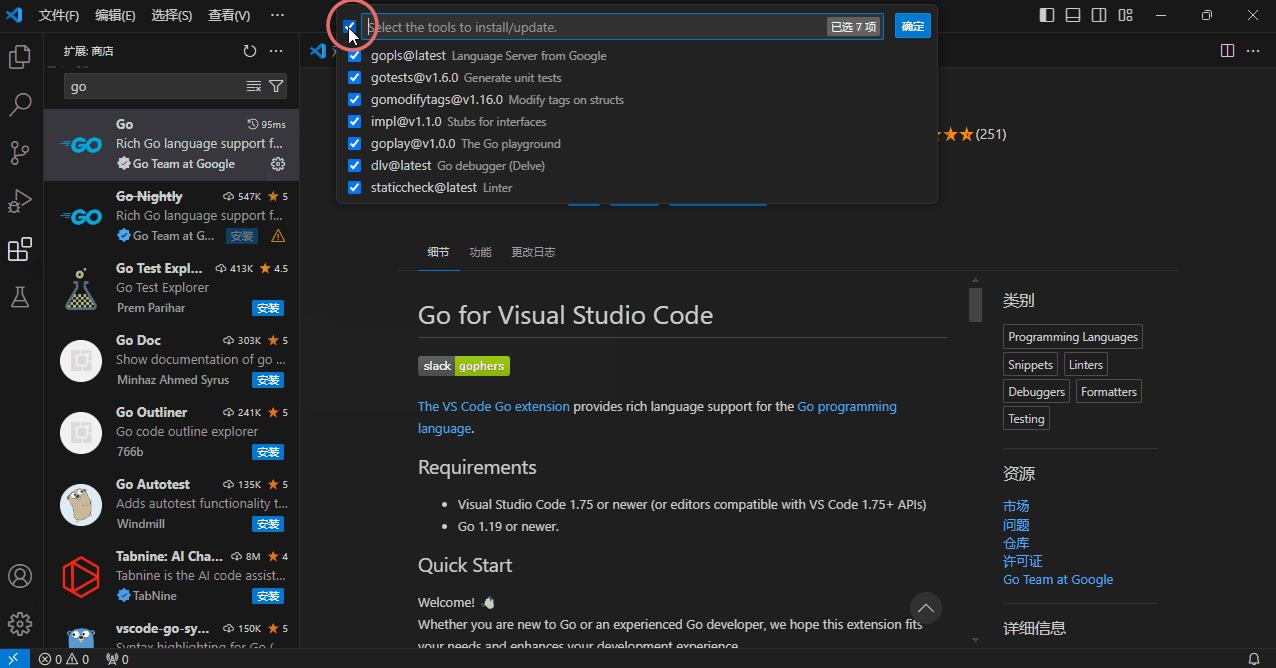 文件(F) 编辑(E) 选择(S) 查看(V) ···
Select the tools to install/update.
已选 7 项
确定
gopls@latest Language Server from Google
gotests@v1.6.0 Generate unit tests
gomodifytags@v1.16.0 Modify tags on structs
impl@v1.1.0 Stubs for interfaces
goplay@v1.0.0 The Go playground
dlv@latest Go debugger (Delve)
staticcheck@latest Linter
扩展: 商店 ···
go
Go 95ms
Rich Go language support f...
Go Team at Google
Go Nightly 547K 5
Rich Go language support f...
Go Team at G... 安装
Go Test Expl... 413K 4.5
Go Test Explorer
Prem Parihar 安装
Go Doc 303K 5
Show documentation of go ...
Minhaz Ahmed Syrus 安装
Go Outliner 241K 5
Go code outline explorer
766b 安装
Go Autotest 135K 5
Adds autotest functionality t...
Windmill 安装
Tabnine: AI Cha... 8M 4
Tabnine is the AI code assist...
TabNine 安装
vscode-go-sy... 150K 5
Syntax highlighting for Go (
(251)
细节 功能 更改日志
Go for Visual Studio Code
slack gophers
The VS Code Go extension provides rich language support for the Go programming
language.
Requirements
• Visual Studio Code 1.75 or newer (or editors compatible with VS Code 1.75+ APIs)
• Go 1.19 or newer.
Quick Start
Welcome! 👋🏻
Whether you are new to Go or an experienced Go developer, we hope this extension fits
your needs and enhances your development experience.
类别
Programming Languages
Snippets Linters
Debuggers Formatters
Testing
资源
市场
问题
仓库
许可证
Go Team at Google
详细信息
0 0 0